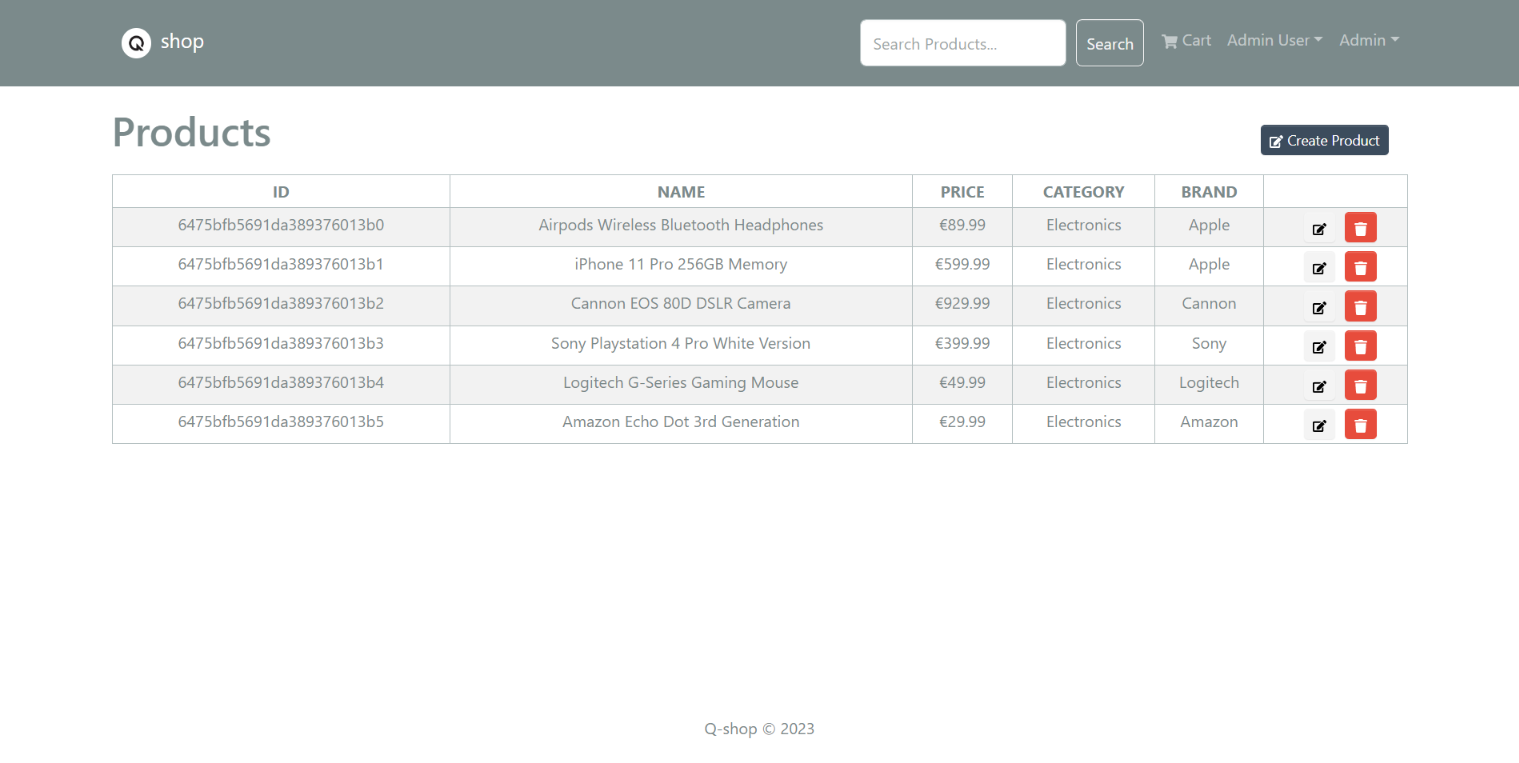 Q shop Search Products... Search Cart Admin User Admin
Products
Create Product
ID NAME PRICE CATEGORY BRAND
6475bfb5691da389376013b0 Airpods Wireless Bluetooth Headphones €89.99 Electronics Apple
6475bfb5691da389376013b1 iPhone 11 Pro 256GB Memory €599.99 Electronics Apple
6475bfb5691da389376013b2 Cannon EOS 80D DSLR Camera €929.99 Electronics Cannon
6475bfb5691da389376013b3 Sony Playstation 4 Pro White Version €399.99 Electronics Sony
6475bfb5691da389376013b4 Logitech G-Series Gaming Mouse €49.99 Electronics Logitech
6475bfb5691da389376013b5 Amazon Echo Dot 3rd Generation €29.99 Electronics Amazon
Q-shop © 2023